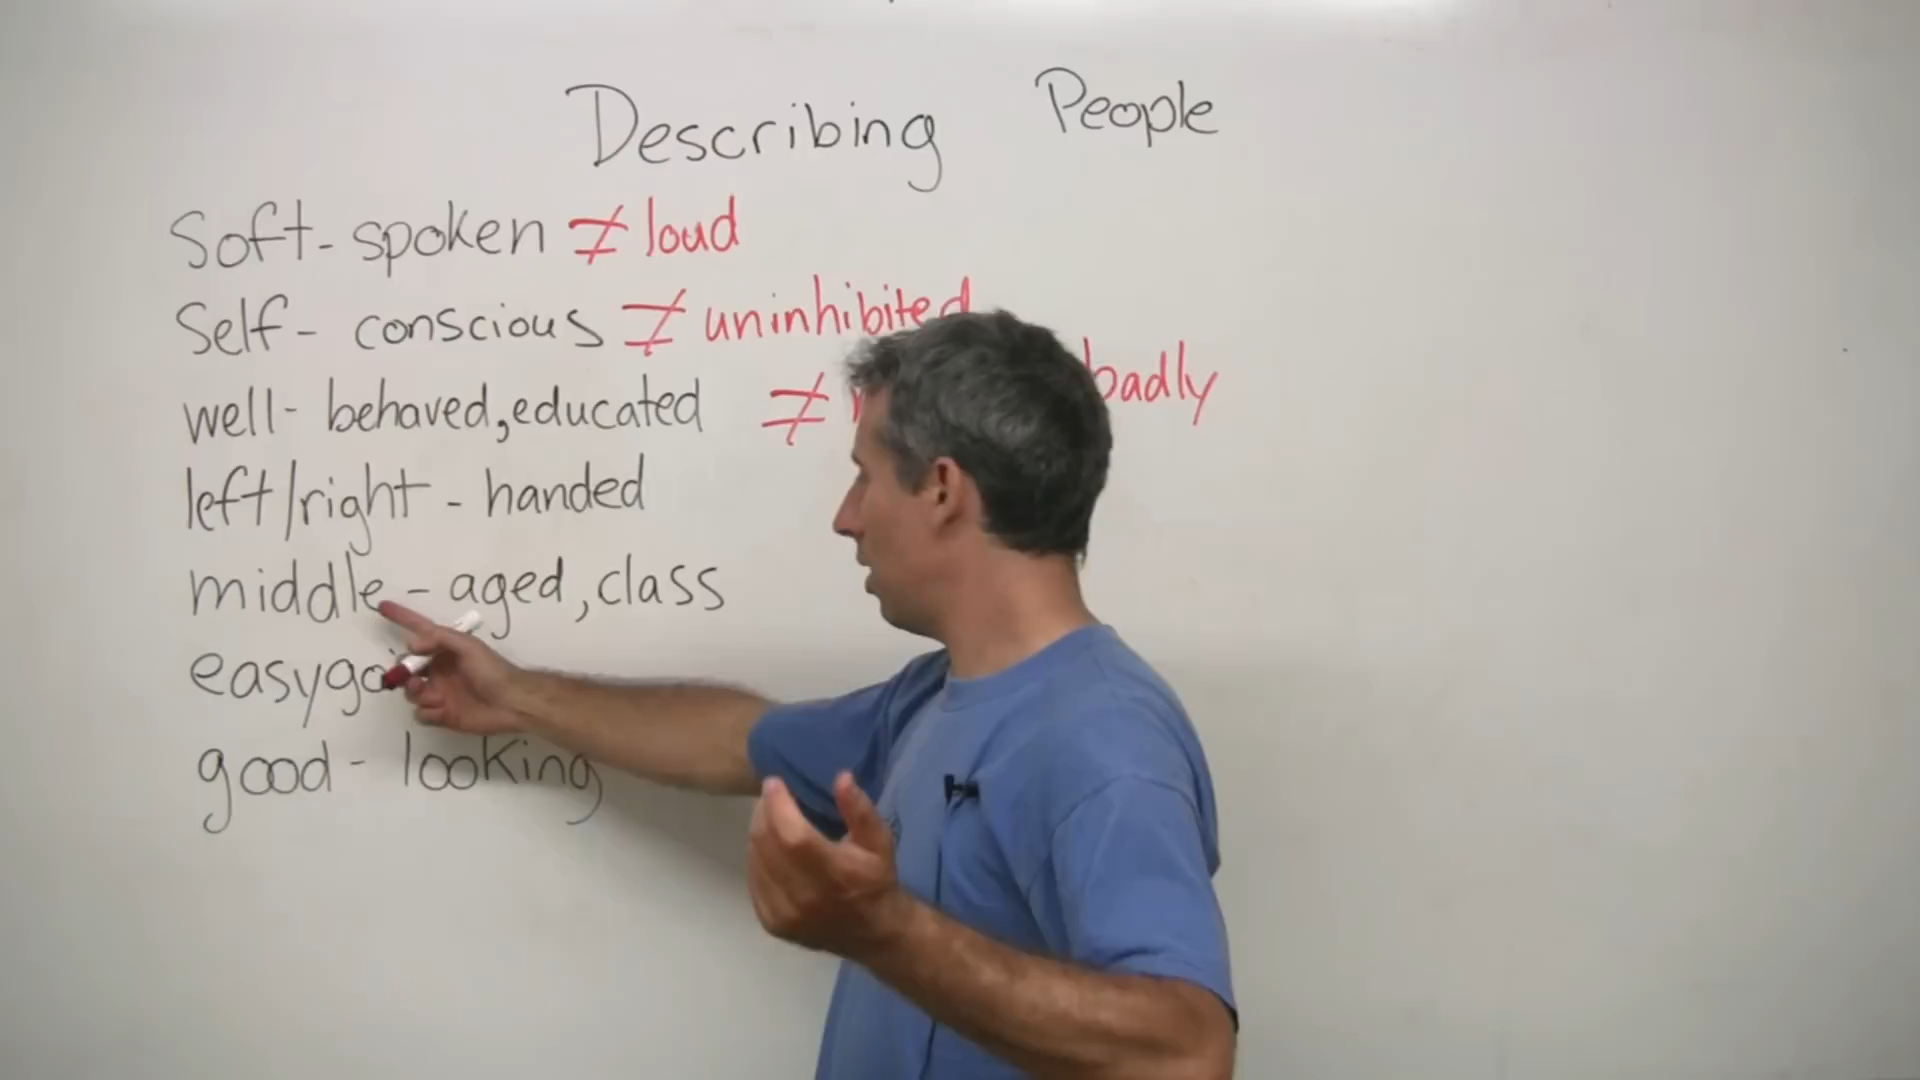 Describing People
Soft-spoken ≠ loud
Self-conscious ≠ uninhibited
well-behaved, educated ≠ badly
left/right-handed
middle-aged, class
good-looking